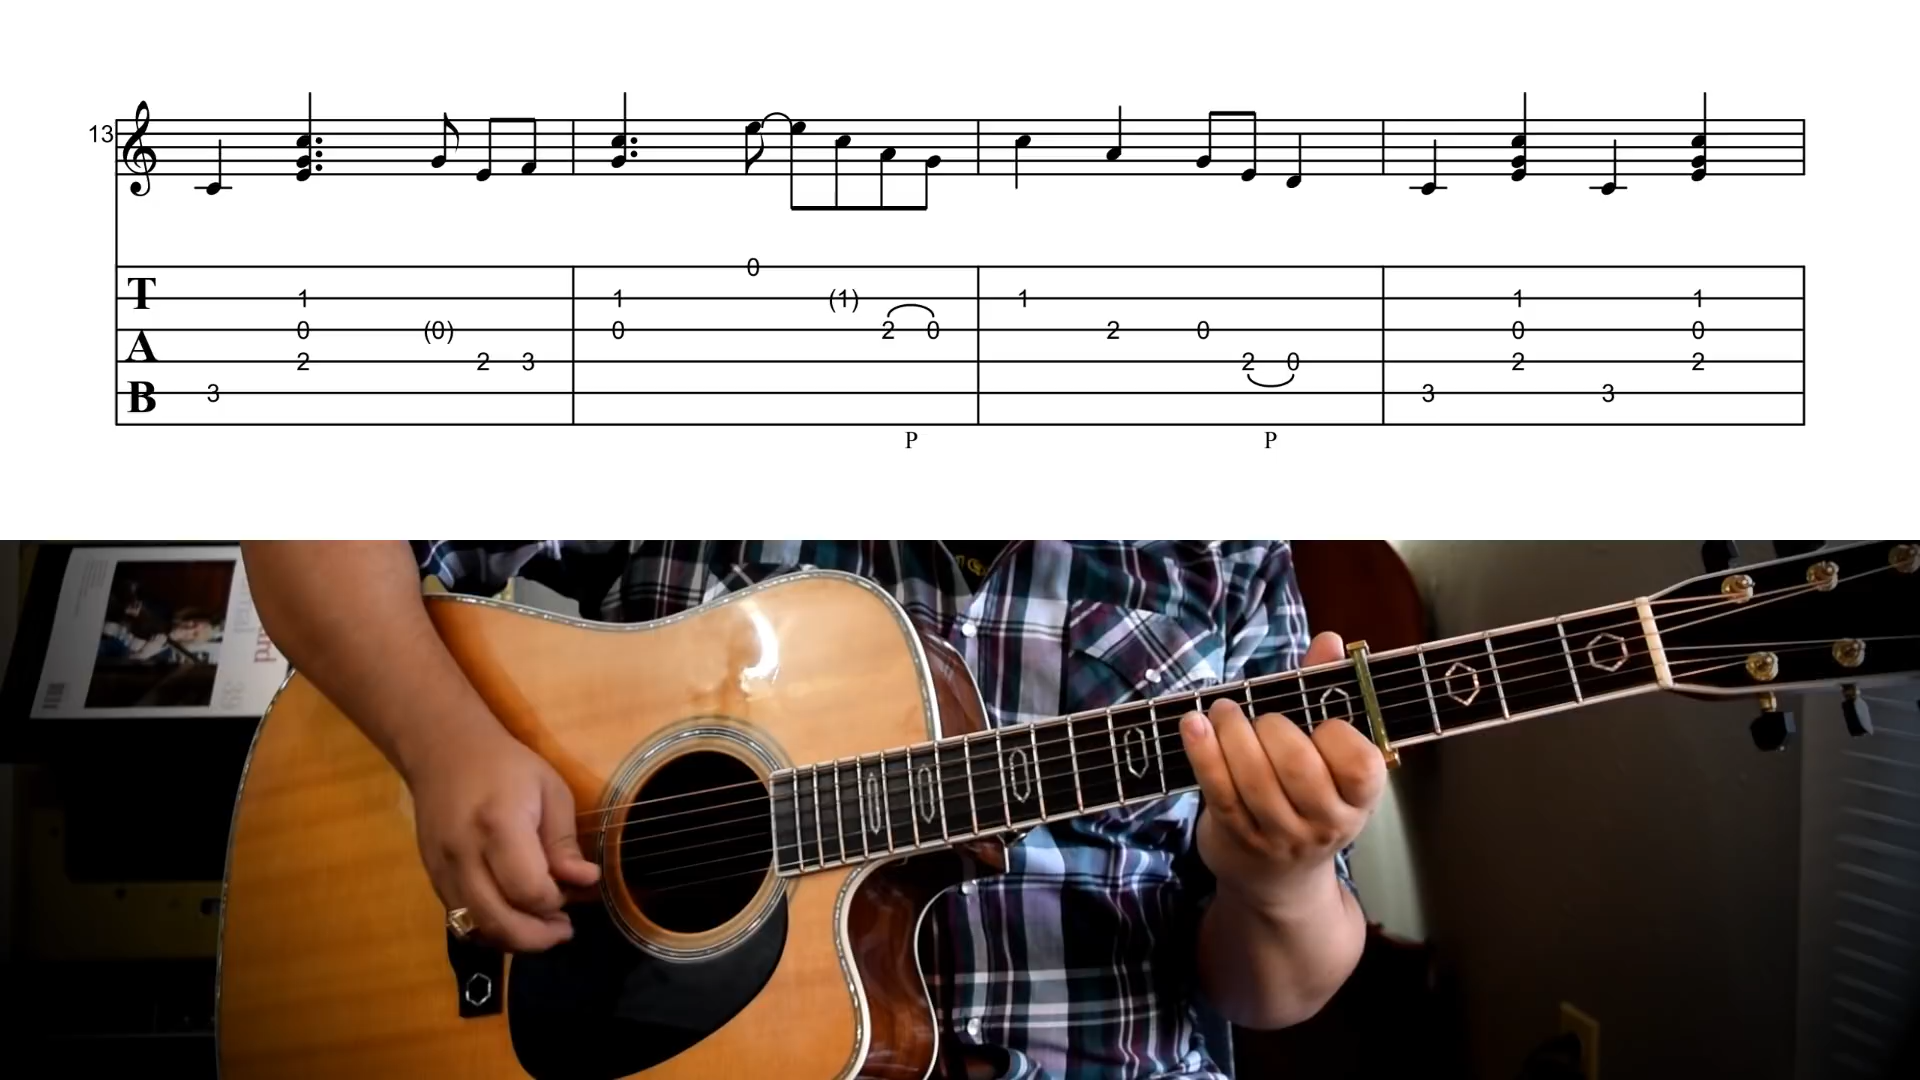 13
0
T 1 1 (1) 1 1 1
0 (0) 0 2 0 2 0 0 0
A 2 2 3 2 0 2 2
B 3 3 3
P P